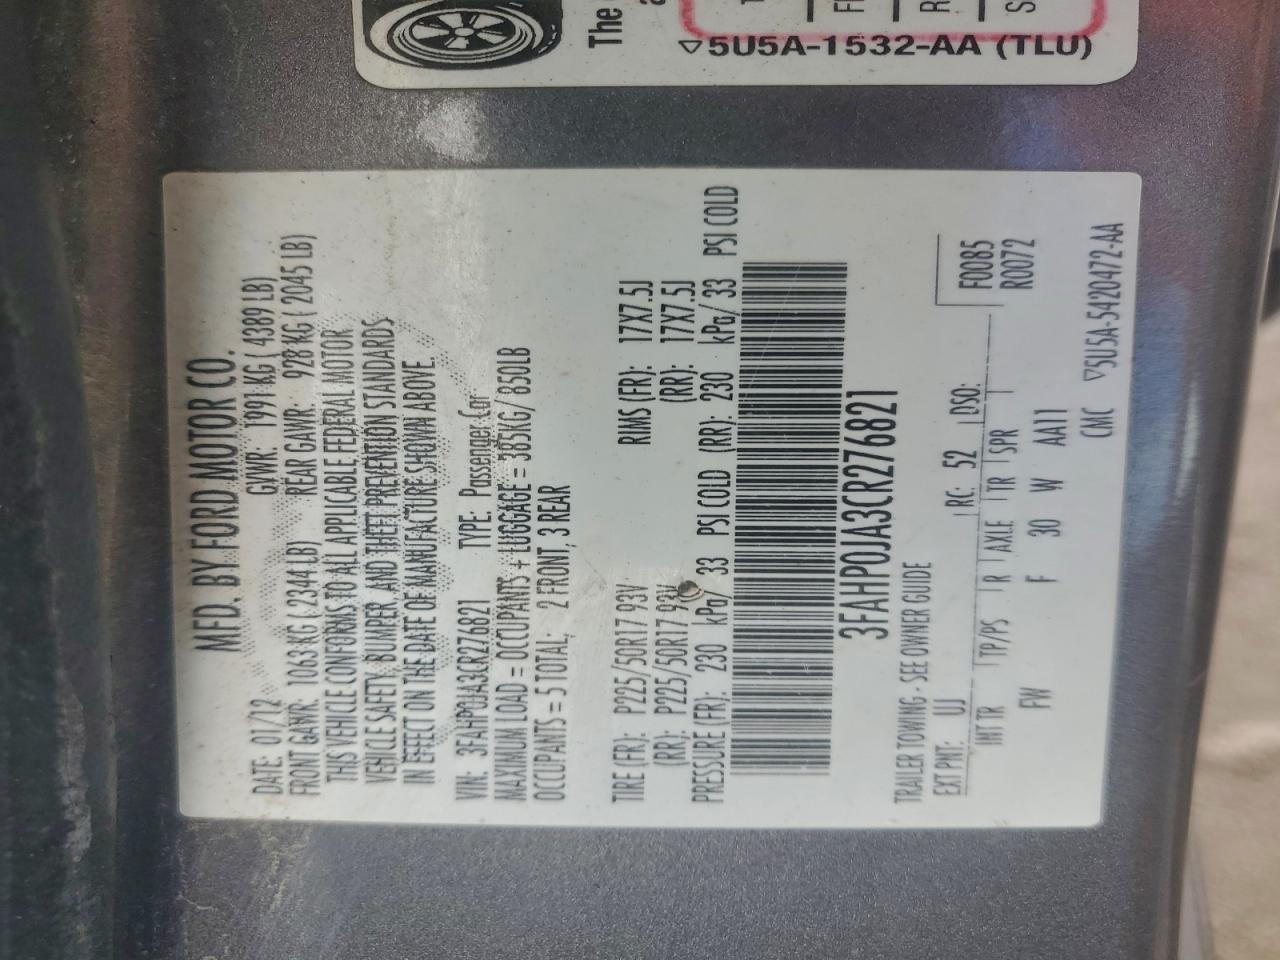 MFD. BY FORD MOTOR CO.
DATE: 01/12 GVWR: 1991 KG ( 4389 LB)
FRONT GAWR: 1063 KG ( 2344 LB) REAR GAWR: 928 KG ( 2045 LB)
THIS VEHICLE CONFORMS TO ALL APPLICABLE FEDERAL MOTOR
VEHICLE SAFETY, BUMPER, AND THEFT PREVENTION STANDARDS
IN EFFECT ON THE DATE OF MANUFACTURE SHOWN ABOVE.
VIN: 3FAHP0JA3CR276821 TYPE: Passenger Car
MAXIMUM LOAD = OCCUPANTS + LUGGAGE = 385KG/ 850LB
OCCUPANTS = 5 TOTAL; 2 FRONT, 3 REAR
TIRE (FR): P225/50R17 93V RIMS (FR): 17X7.5J
(RR): P225/50R17 93V (RR): 17X7.5J
PRESSURE (FR): 230 kPa/ 33 PSI COLD (RR): 230 kPa/ 33 PSI COLD
3FAHP0JA3CR276821
TRAILER TOWING - SEE OWNER GUIDE
EXT PNT: UJ RC: 52 DSO: F0085
INT TR TP/PS R AXLE TR SPR R0072
FW F 30 W AA11
CMC ▽5U5A-5420472-AA
The
▽5U5A-1532-AA (TLU)